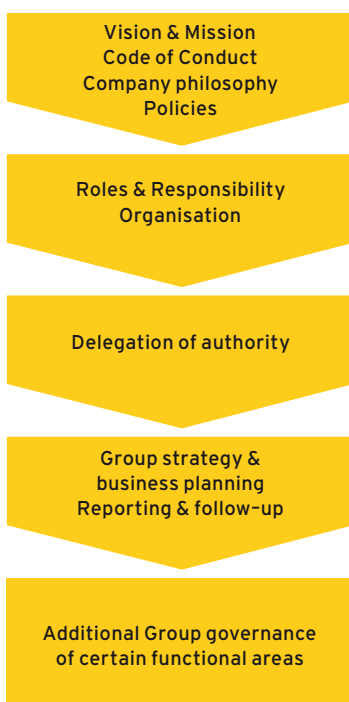 Vision & Mission
Code of Conduct
Company philosophy
Policies
Roles & Responsibility
Organisation
Delegation of authority
Group strategy &
business planning
Reporting & follow-up
Additional Group governance
of certain functional areas